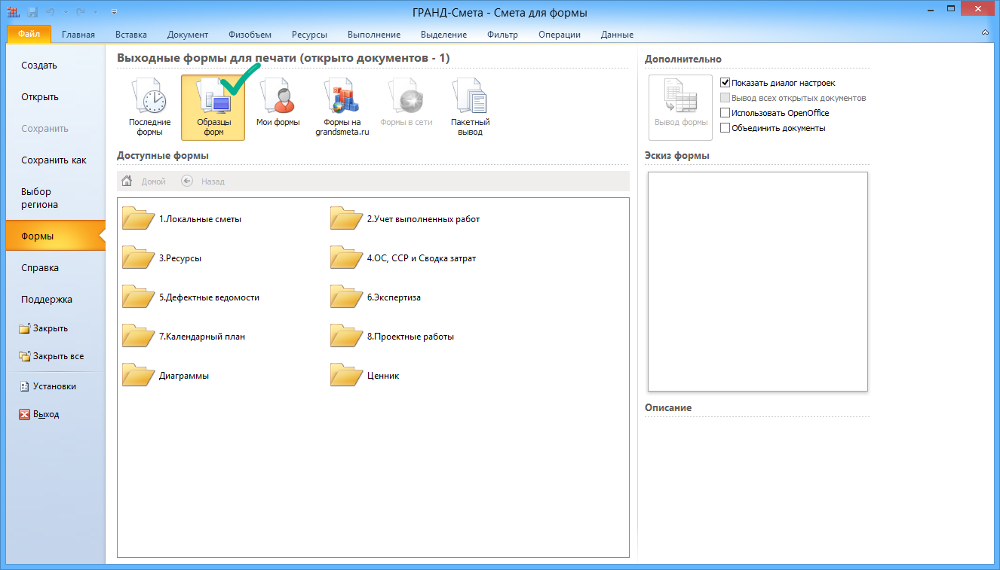 ГРАНД-Смета - Смета для формы
Файл Главная Вставка Документ Физобъем Ресурсы Выполнение Выделение Фильтр Операции Данные
Создать
Открыть
Сохранить
Сохранить как
Выбор
региона
Формы
Справка
Поддержка
Закрыть
Закрыть все
Установки
Выход
Выходные формы для печати (открыто документов - 1)
Последние
формы
Образцы
форм
Мои формы
Формы на
grandsmeta.ru
Формы в сети
Пакетный
вывод
Доступные формы
Домой Назад
1.Локальные сметы
2.Учет выполненных работ
3.Ресурсы
4.ОС, ССР и Сводка затрат
5.Дефектные ведомости
6.Экспертиза
7.Календарный план
8.Проектные работы
Диаграммы
Ценник
Дополнительно
Вывод формы
Показать диалог настроек
Вывод всех открытых документов
Использовать OpenOffice
Объединить документы
Эскиз формы
Описание